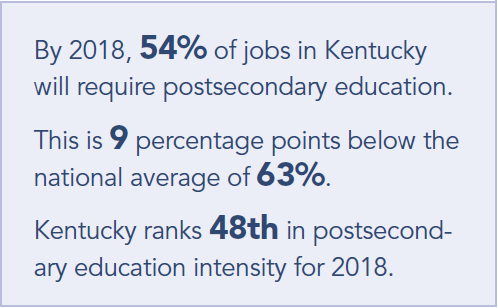 By 2018, 54% of jobs in Kentucky
will require postsecondary education.
This is 9 percentage points below the
national average of 63%.
Kentucky ranks 48th in postsecond-
ary education intensity for 2018.